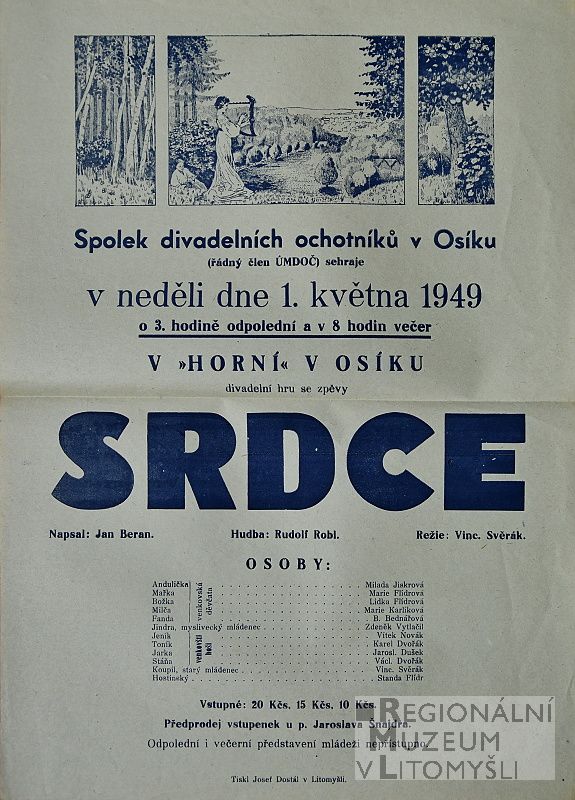 Spolek divadelních ochotníků v Osíku
(řádný člen ÚMDOČ) sehraje
v neděli dne 1. května 1949
o 3. hodině odpolední a v 8 hodin večer
V »HORNÍ« V OSÍKU
divadelní hru se zpěvy
SRDCE
Napsal: Jan Beran. Hudba: Rudolf Robl. Režie: Vinc. Svěrák.
OSOBY:
Andulička Milada Jiskrová
Mařka Marie Flídrová
Božka Lidka Flídrová
Milča Marie Karlíková
Fanda B. Bednářová
venkovská děvčata
Jindra, myslivecký mládenec Zdeněk Vytlačil
Jeník Vítek Novák
Toník Karel Dvořák
Jarka Jarosl. Dušek
Stáňa Václ. Dvořák
venkovští hoši
Koupil, starý mládenec Vinc. Svěrák
Hostinský Standa Flídr
Vstupné: 20 Kčs, 15 Kčs, 10 Kčs.
Předprodej vstupenek u p. Jaroslava Šnajdra.
Odpolední i večerní představení mládeži nepřístupno.
Tiskl Josef Dostál v Litomyšli.
REGIONÁLNÍ
MUZEUM
V LITOMYŠLI